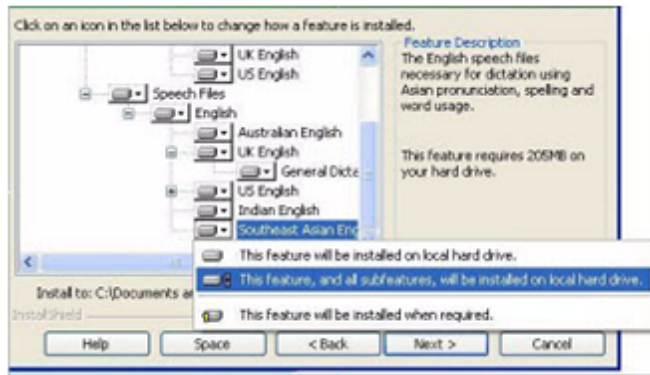 Click on an icon in the list below to change how a feature is installed.
UK English
US English
Speech Files
English
Australian English
UK English
General Dicta
US English
Indian English
Southeast Asian Eng
Feature Description
The English speech files
necessary for dictation using
Asian pronunciation, spelling and
word usage.
This feature requires 205MB on
your hard drive.
This feature will be installed on local hard drive.
This feature, and all subfeatures, will be installed on local hard drive.
This feature will be installed when required.
Install to: C:\Documents an
InstallShield
Help
Space
< Back
Next >
Cancel